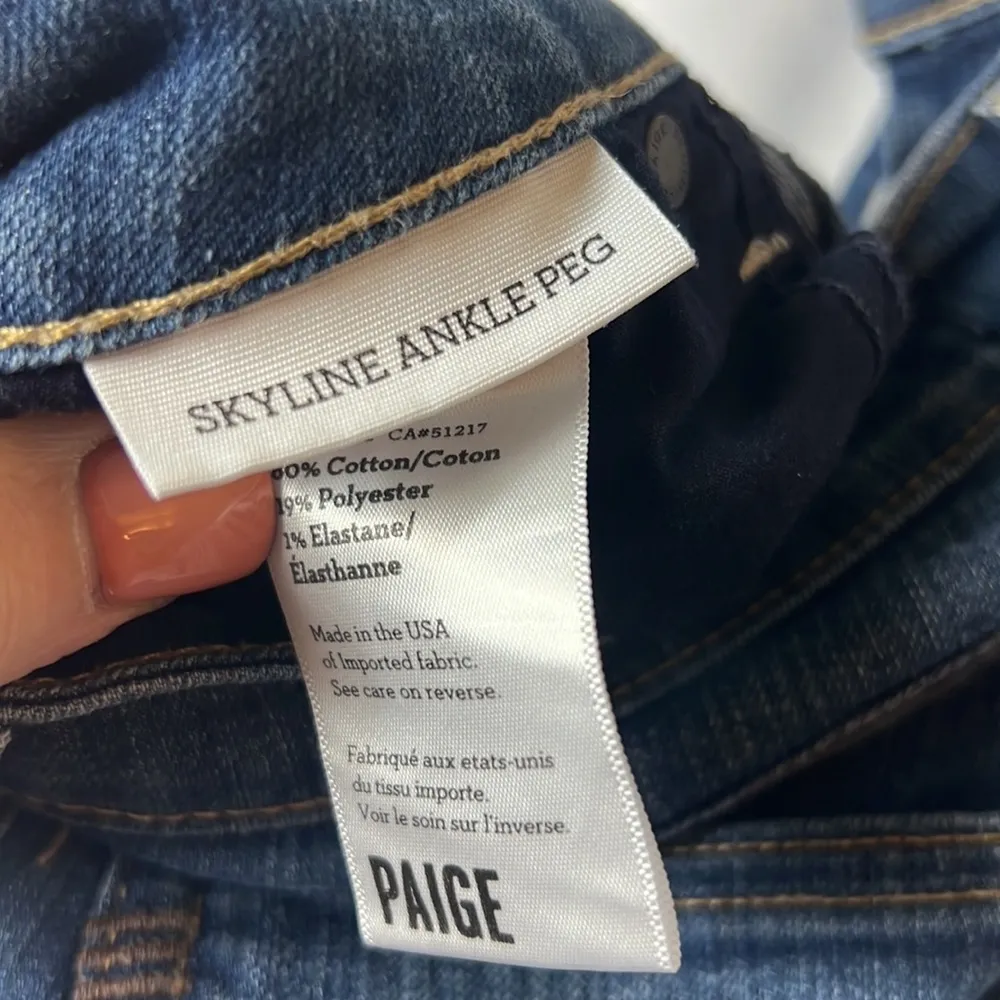 SKYLINE ANKLE PEG
CA#51217
80% Cotton/Coton
19% Polyester
1% Elastane/
Élasthanne
Made in the USA
of Imported fabric.
See care on reverse.
Fabriqué aux etats-unis
du tissu importe.
Voir le soin sur l'inverse.
PAIGE